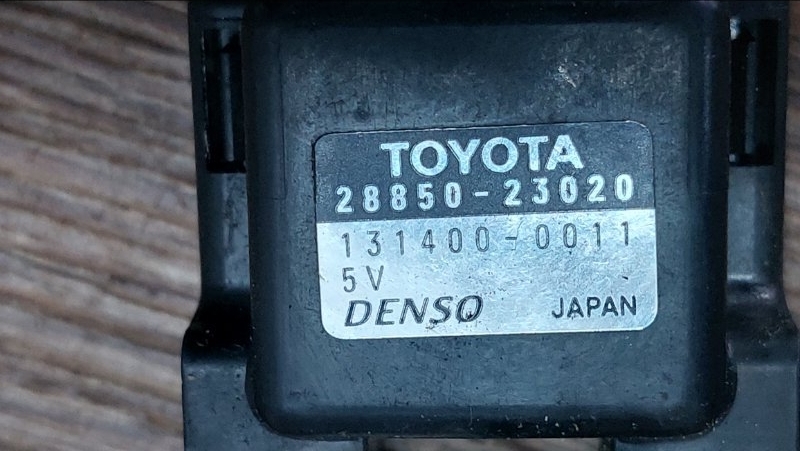 TOYOTA
28850-23020
131400-0011
5V
DENSO JAPAN